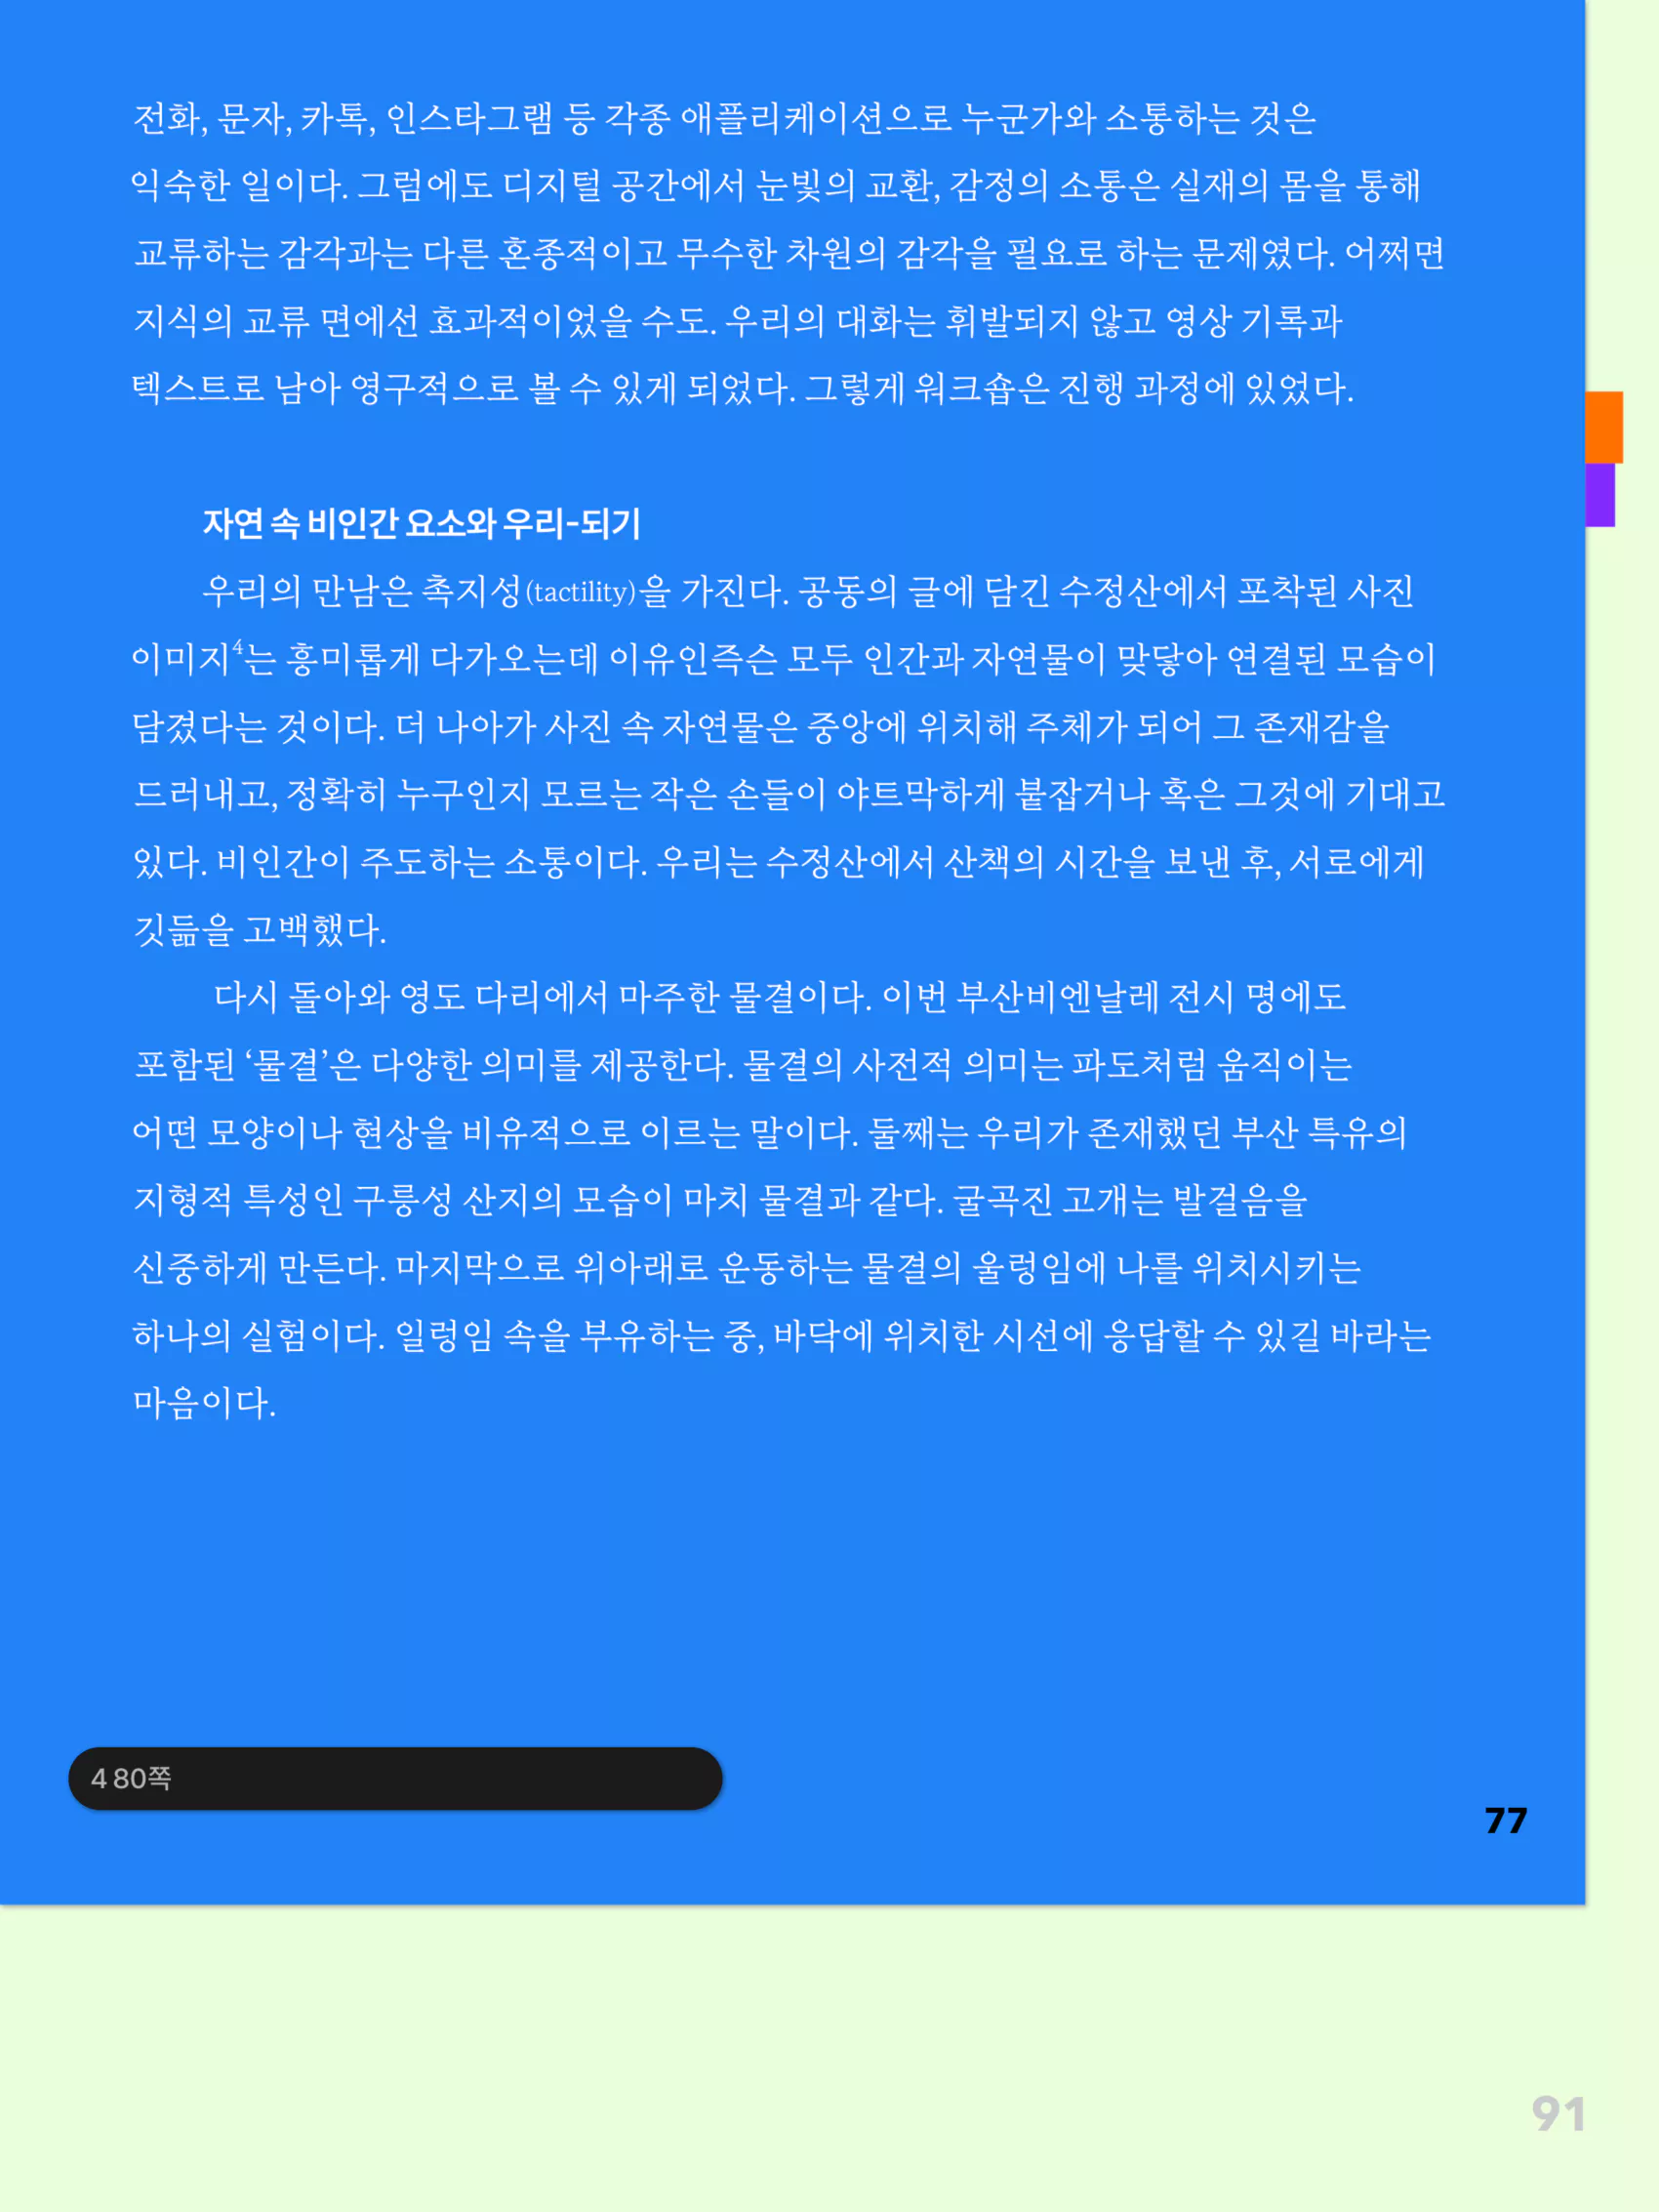 전화, 문자, 카톡, 인스타그램 등 각종 애플리케이션으로 누군가와 소통하는 것은
익숙한 일이다. 그럼에도 디지털 공간에서 눈빛의 교환, 감정의 소통은 실재의 몸을 통해
교류하는 감각과는 다른 혼종적이고 무수한 차원의 감각을 필요로 하는 문제였다. 어쩌면
지식의 교류 면에선 효과적이었을 수도. 우리의 대화는 휘발되지 않고 영상 기록과
텍스트로 남아 영구적으로 볼 수 있게 되었다. 그렇게 워크숍은 진행 과정에 있었다.
자연 속 비인간 요소와 우리-되기
우리의 만남은 촉지성(tactility)을 가진다. 공동의 글에 담긴 수정산에서 포착된 사진
이미지⁴는 흥미롭게 다가오는데 이유인즉슨 모두 인간과 자연물이 맞닿아 연결된 모습이
담겼다는 것이다. 더 나아가 사진 속 자연물은 중앙에 위치해 주체가 되어 그 존재감을
드러내고, 정확히 누구인지 모르는 작은 손들이 야트막하게 붙잡거나 혹은 그것에 기대고
있다. 비인간이 주도하는 소통이다. 우리는 수정산에서 산책의 시간을 보낸 후, 서로에게
깃듦을 고백했다.
다시 돌아와 영도 다리에서 마주한 물결이다. 이번 부산비엔날레 전시 명에도
포함된 ‘물결’은 다양한 의미를 제공한다. 물결의 사전적 의미는 파도처럼 움직이는
어떤 모양이나 현상을 비유적으로 이르는 말이다. 둘째는 우리가 존재했던 부산 특유의
지형적 특성인 구릉성 산지의 모습이 마치 물결과 같다. 굴곡진 고개는 발걸음을
신중하게 만든다. 마지막으로 위아래로 운동하는 물결의 울렁임에 나를 위치시키는
하나의 실험이다. 일렁임 속을 부유하는 중, 바닥에 위치한 시선에 응답할 수 있길 바라는
마음이다.
4 80쪽
77
91